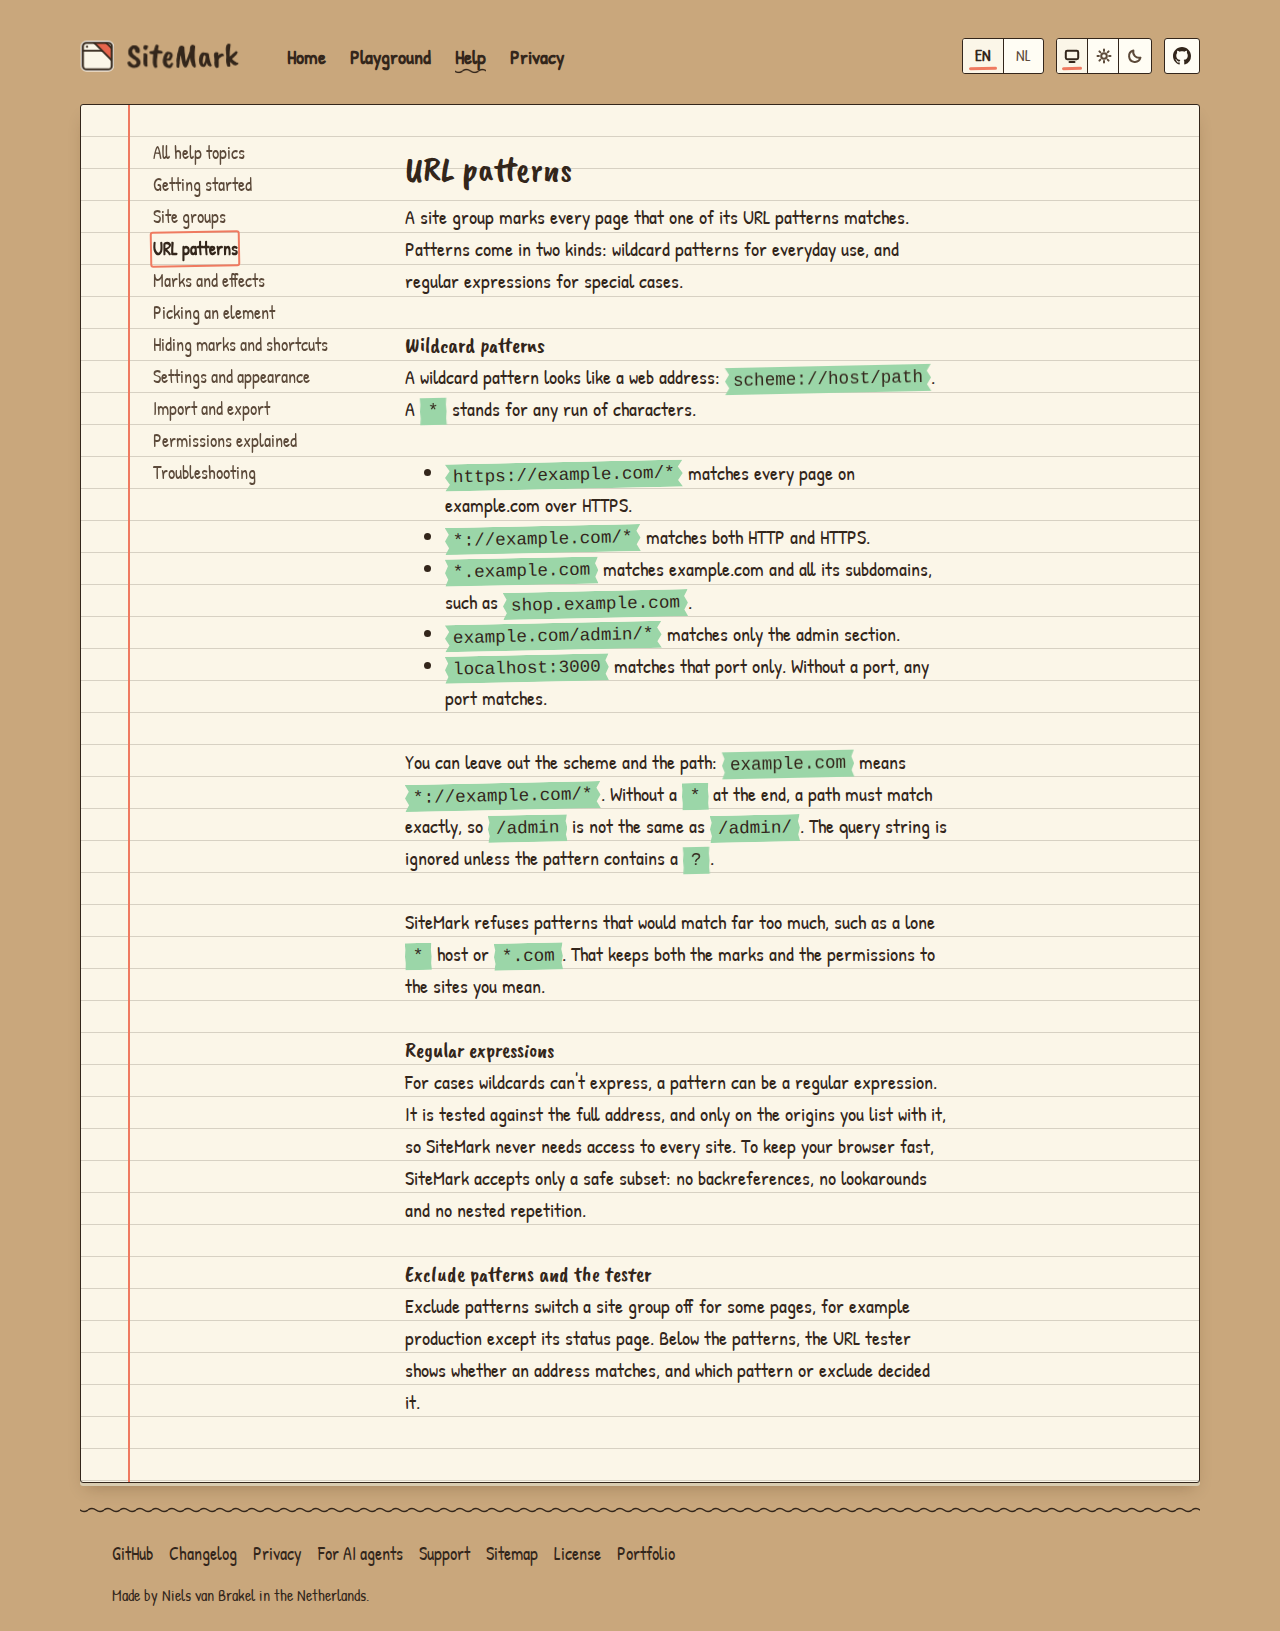 SiteMark
Home Playground Help Privacy
EN NL
All help topics
Getting started
Site groups
URL patterns
Marks and effects
Picking an element
Hiding marks and shortcuts
Settings and appearance
Import and export
Permissions explained
Troubleshooting
URL patterns
A site group marks every page that one of its URL patterns matches.
Patterns come in two kinds: wildcard patterns for everyday use, and
regular expressions for special cases.
Wildcard patterns
A wildcard pattern looks like a web address: scheme://host/path.
A * stands for any run of characters.
• https://example.com/* matches every page on
example.com over HTTPS.
• *://example.com/* matches both HTTP and HTTPS.
• *.example.com matches example.com and all its subdomains,
such as shop.example.com.
• example.com/admin/* matches only the admin section.
• localhost:3000 matches that port only. Without a port, any
port matches.
You can leave out the scheme and the path: example.com means
*://example.com/*. Without a * at the end, a path must match
exactly, so /admin is not the same as /admin/. The query string is
ignored unless the pattern contains a ?.
SiteMark refuses patterns that would match far too much, such as a lone
* host or *.com. That keeps both the marks and the permissions to
the sites you mean.
Regular expressions
For cases wildcards can't express, a pattern can be a regular expression.
It is tested against the full address, and only on the origins you list with it,
so SiteMark never needs access to every site. To keep your browser fast,
SiteMark accepts only a safe subset: no backreferences, no lookarounds
and no nested repetition.
Exclude patterns and the tester
Exclude patterns switch a site group off for some pages, for example
production except its status page. Below the patterns, the URL tester
shows whether an address matches, and which pattern or exclude decided
it.
GitHub Changelog Privacy For AI agents Support Sitemap License Portfolio
Made by Niels van Brakel in the Netherlands.